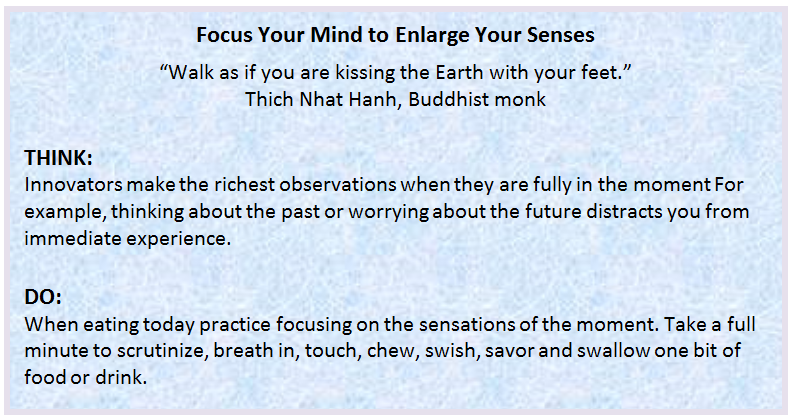 Focus Your Mind to Enlarge Your Senses
“Walk as if you are kissing the Earth with your feet.”
Thich Nhat Hanh, Buddhist monk
THINK:
Innovators make the richest observations when they are fully in the moment For
example, thinking about the past or worrying about the future distracts you from
immediate experience.
DO:
When eating today practice focusing on the sensations of the moment. Take a full
minute to scrutinize, breath in, touch, chew, swish, savor and swallow one bit of
food or drink.